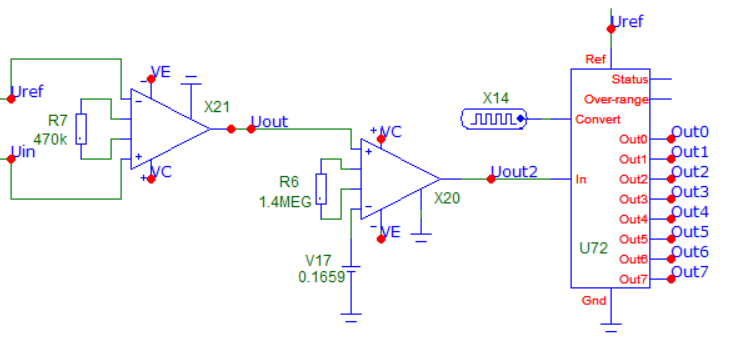 Uref
Ref
Status
Over-range
Convert
X14
VE
X21
Uref
R7
470k
Uout
Uin
VC
VC
Out0
Out0
Out1
Out1
In
Out2
Out2
Out3
Out3
Out4
Out4
Out5
Out5
Out6
Out6
Out7
Out7
R6
1.4MEG
Uout2
X20
VE
V17
0.1659
U72
Gnd